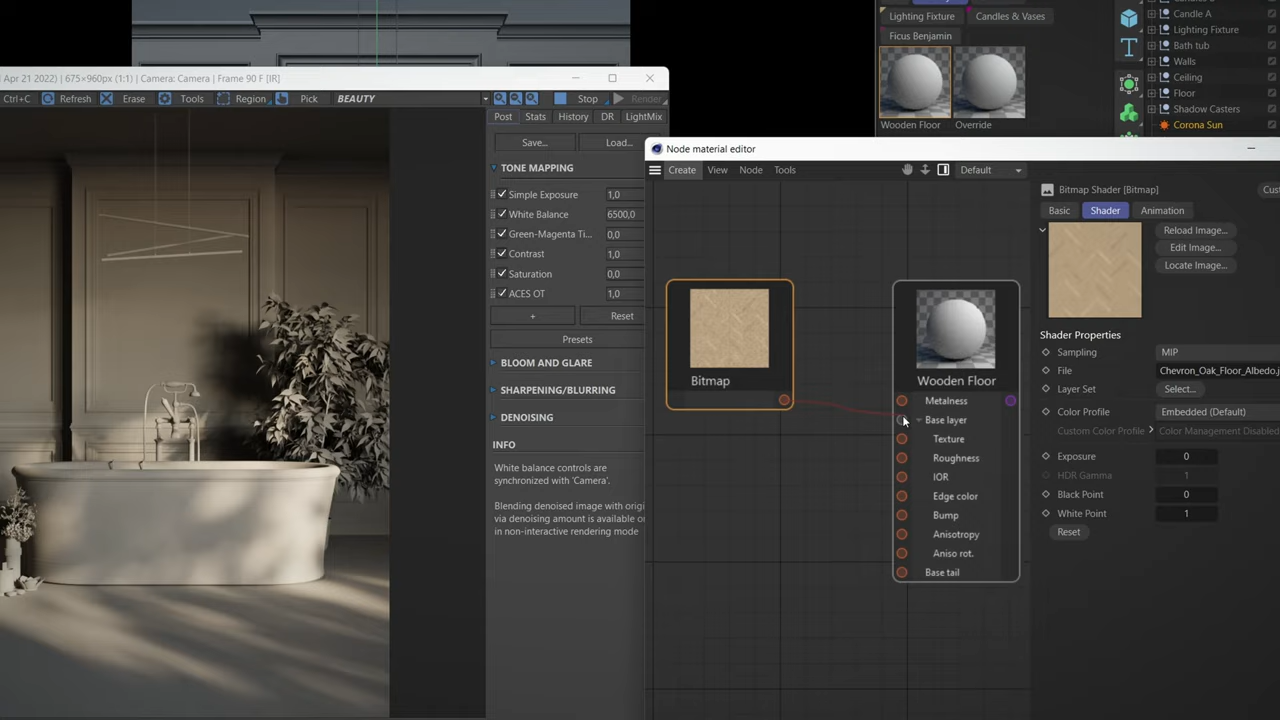 Lighting Fixture
Candles & Vases
Ficus Benjamin
Wooden Floor
Override
Candle A
Lighting Fixture
Bath tub
Walls
Ceiling
Floor
Shadow Casters
Corona Sun
Apr 21 2022) | 675×960px (1:1) | Camera: Camera | Frame 90 F [IR]
Ctrl+C Refresh Erase Tools Region Pick BEAUTY Stop Render
Post Stats History DR LightMix
Save... Load...
TONE MAPPING
Simple Exposure 1,0
White Balance 6500,0
Green-Magenta Ti... 0,0
Contrast 1,0
Saturation 0,0
ACES OT 1,0
+ Reset
Presets
BLOOM AND GLARE
SHARPENING/BLURRING
DENOISING
INFO
White balance controls are
synchronized with 'Camera'.
Blending denoised image with
via denoising amount is available
in non-interactive rendering mode
Node material editor
Create View Node Tools Default
Bitmap
Wooden Floor
Metalness
Base layer
Texture
Roughness
IOR
Edge color
Bump
Anisotropy
Aniso rot.
Base tail
Bitmap Shader [Bitmap]
Basic Shader Animation
Reload Image...
Edit Image...
Locate Image...
Shader Properties
Sampling MIP
File Chevron_Oak_Floor_Albedo.j
Layer Set Select...
Color Profile Embedded (Default)
Custom Color Profile Color Management Disabled
Exposure 0
HDR Gamma 1
Black Point 0
White Point 1
Reset